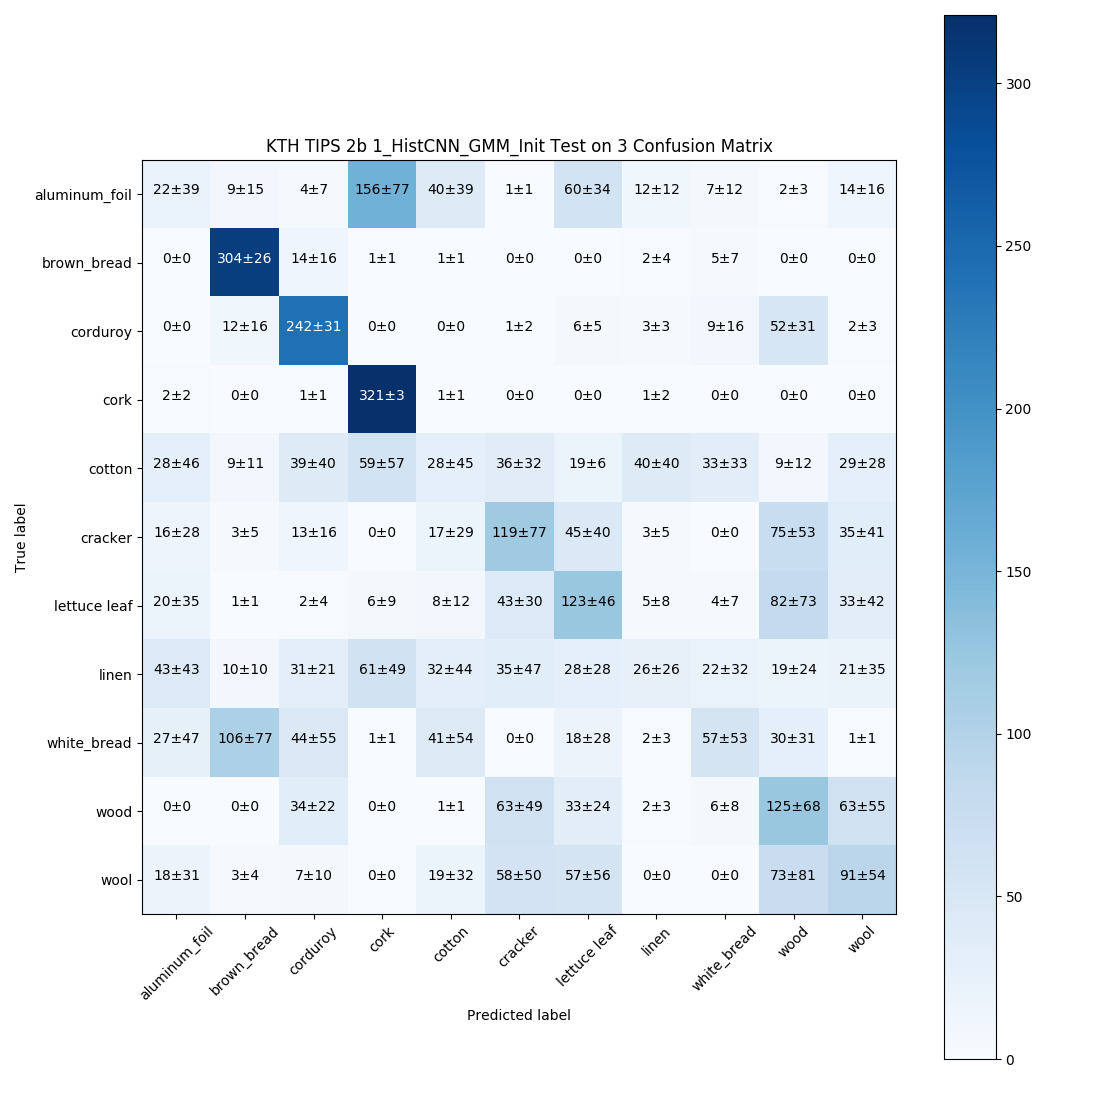 KTH TIPS 2b 1_HistCNN_GMM_Init Test on 3 Confusion Matrix
aluminum_foil 22±39 9±15 4±7 156±77 40±39 1±1 60±34 12±12 7±12 2±3 14±16
brown_bread 0±0 304±26 14±16 1±1 1±1 0±0 0±0 2±4 5±7 0±0 0±0
corduroy 0±0 12±16 242±31 0±0 0±0 1±2 6±5 3±3 9±16 52±31 2±3
cork 2±2 0±0 1±1 321±3 1±1 0±0 0±0 1±2 0±0 0±0 0±0
cotton 28±46 9±11 39±40 59±57 28±45 36±32 19±6 40±40 33±33 9±12 29±28
cracker 16±28 3±5 13±16 0±0 17±29 119±77 45±40 3±5 0±0 75±53 35±41
lettuce leaf 20±35 1±1 2±4 6±9 8±12 43±30 123±46 5±8 4±7 82±73 33±42
linen 43±43 10±10 31±21 61±49 32±44 35±47 28±28 26±26 22±32 19±24 21±35
white_bread 27±47 106±77 44±55 1±1 41±54 0±0 18±28 2±3 57±53 30±31 1±1
wood 0±0 0±0 34±22 0±0 1±1 63±49 33±24 2±3 6±8 125±68 63±55
wool 18±31 3±4 7±10 0±0 19±32 58±50 57±56 0±0 0±0 73±81 91±54
aluminum_foil brown_bread corduroy cork cotton cracker lettuce leaf linen white_bread wood wool
Predicted label
True label
300
250
200
150
100
50
0